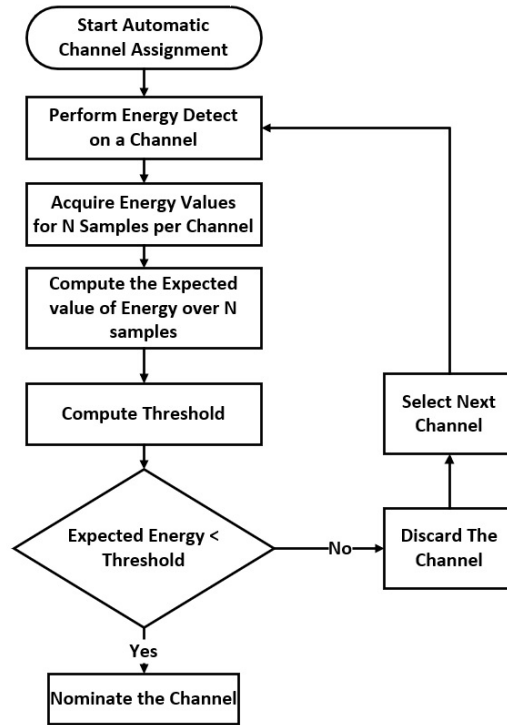 Start Automatic
Channel Assignment
Perform Energy Detect
on a Channel
Acquire Energy Values
for N Samples per Channel
Compute the Expected
value of Energy over N
samples
Compute Threshold
Expected Energy <
Threshold
No
Discard The
Channel
Select Next
Channel
Yes
Nominate the Channel